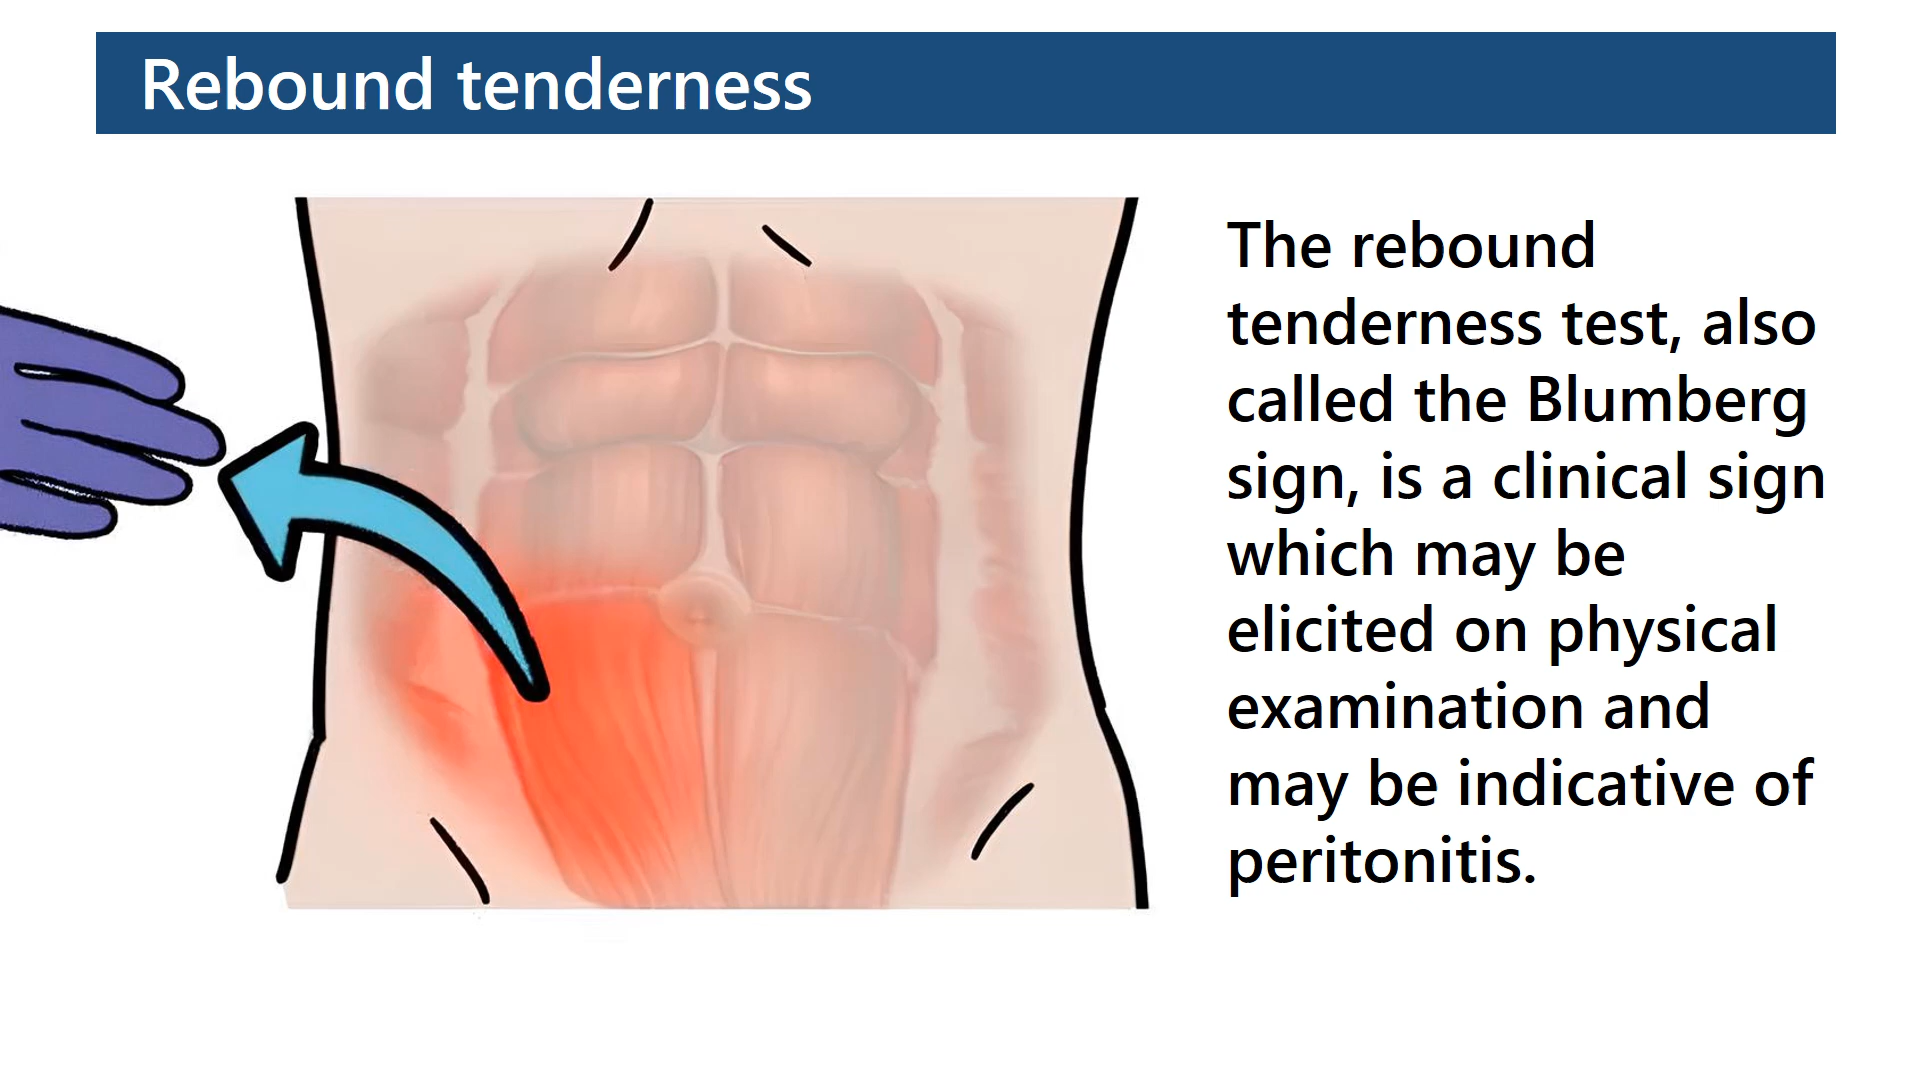 Rebound tenderness
The rebound
tenderness test, also
called the Blumberg
sign, is a clinical sign
which may be
elicited on physical
examination and
may be indicative of
peritonitis.